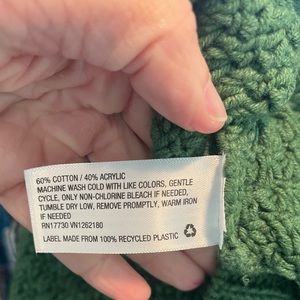 60% COTTON / 40% ACRYLIC
MACHINE WASH COLD WITH LIKE COLORS, GENTLE
CYCLE, ONLY NON-CHLORINE BLEACH IF NEEDED,
TUMBLE DRY LOW, REMOVE PROMPTLY, WARM IRON
IF NEEDED
RN17730 VN1262180
LABEL MADE FROM 100% RECYCLED PLASTIC